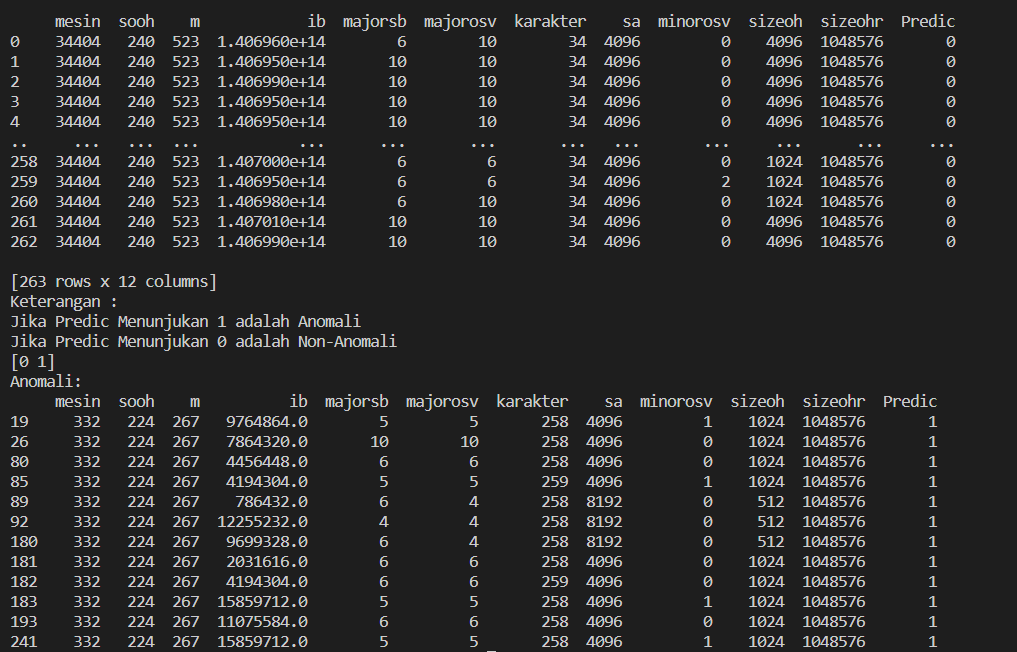 mesin sooh m ib majorsb majorosv karakter sa minorosv sizeoh sizeohr Predic
0 34404 240 523 1.406960e+14 6 10 34 4096 0 4096 1048576 0
1 34404 240 523 1.406950e+14 10 10 34 4096 0 4096 1048576 0
2 34404 240 523 1.406990e+14 10 10 34 4096 0 4096 1048576 0
3 34404 240 523 1.406950e+14 10 10 34 4096 0 4096 1048576 0
4 34404 240 523 1.406950e+14 10 10 34 4096 0 4096 1048576 0
.. ... ... ... ... ... ... ... ... ... ... ... ...
258 34404 240 523 1.407000e+14 6 6 34 4096 0 1024 1048576 0
259 34404 240 523 1.406950e+14 6 6 34 4096 2 1024 1048576 0
260 34404 240 523 1.406980e+14 6 10 34 4096 0 1024 1048576 0
261 34404 240 523 1.407010e+14 10 10 34 4096 0 4096 1048576 0
262 34404 240 523 1.406990e+14 10 10 34 4096 0 4096 1048576 0
[263 rows x 12 columns]
Keterangan :
Jika Predic Menunjukan 1 adalah Anomali
Jika Predic Menunjukan 0 adalah Non-Anomali
[0 1]
Anomali:
mesin sooh m ib majorsb majorosv karakter sa minorosv sizeoh sizeohr Predic
19 332 224 267 9764864.0 5 5 258 4096 1 1024 1048576 1
26 332 224 267 7864320.0 10 10 258 4096 0 1024 1048576 1
80 332 224 267 4456448.0 6 6 258 4096 0 1024 1048576 1
85 332 224 267 4194304.0 5 5 259 4096 1 1024 1048576 1
89 332 224 267 786432.0 6 4 258 8192 0 512 1048576 1
92 332 224 267 12255232.0 4 4 258 8192 0 512 1048576 1
180 332 224 267 9699328.0 6 4 258 8192 0 512 1048576 1
181 332 224 267 2031616.0 6 6 258 4096 0 1024 1048576 1
182 332 224 267 4194304.0 6 6 259 4096 0 1024 1048576 1
183 332 224 267 15859712.0 5 5 258 4096 1 1024 1048576 1
193 332 224 267 11075584.0 6 6 258 4096 0 1024 1048576 1
241 332 224 267 15859712.0 5 5 258 4096 1 1024 1048576 1